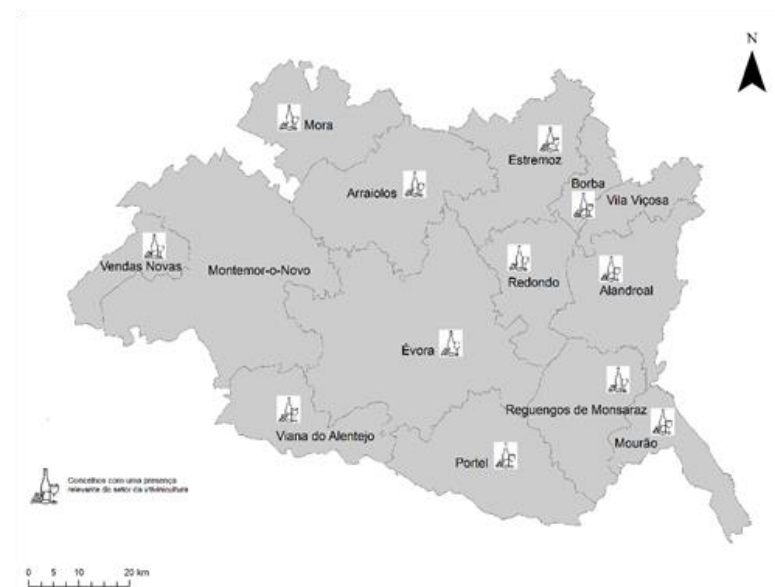 N
Mora
Estremoz
Arraiolos
Borba
Vila Viçosa
Vendas Novas
Montemor-o-Novo
Redondo
Alandroal
Évora
Reguengos de Monsaraz
Viana do Alentejo
Mourão
Portel
Concelhos com uma presença
relevante do setor da vitivinicultura
0 5 10 20 km